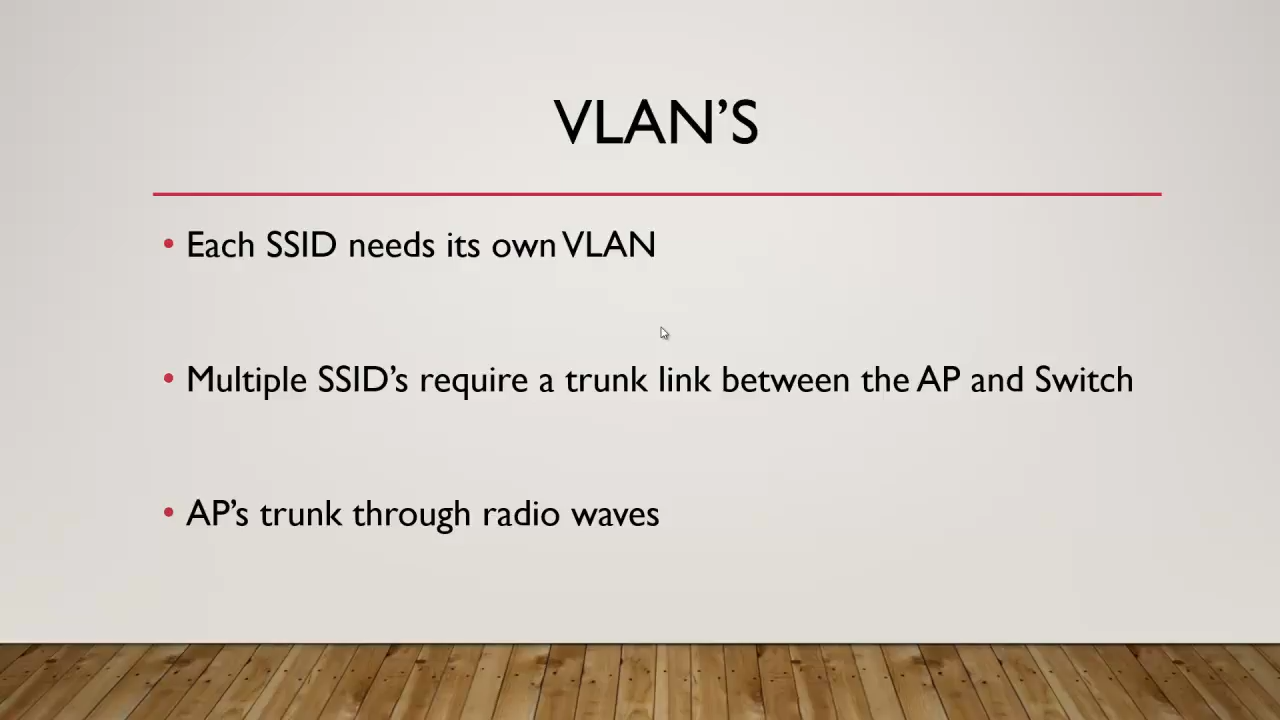 VLAN’S
• Each SSID needs its own VLAN
• Multiple SSID’s require a trunk link between the AP and Switch
• AP’s trunk through radio waves